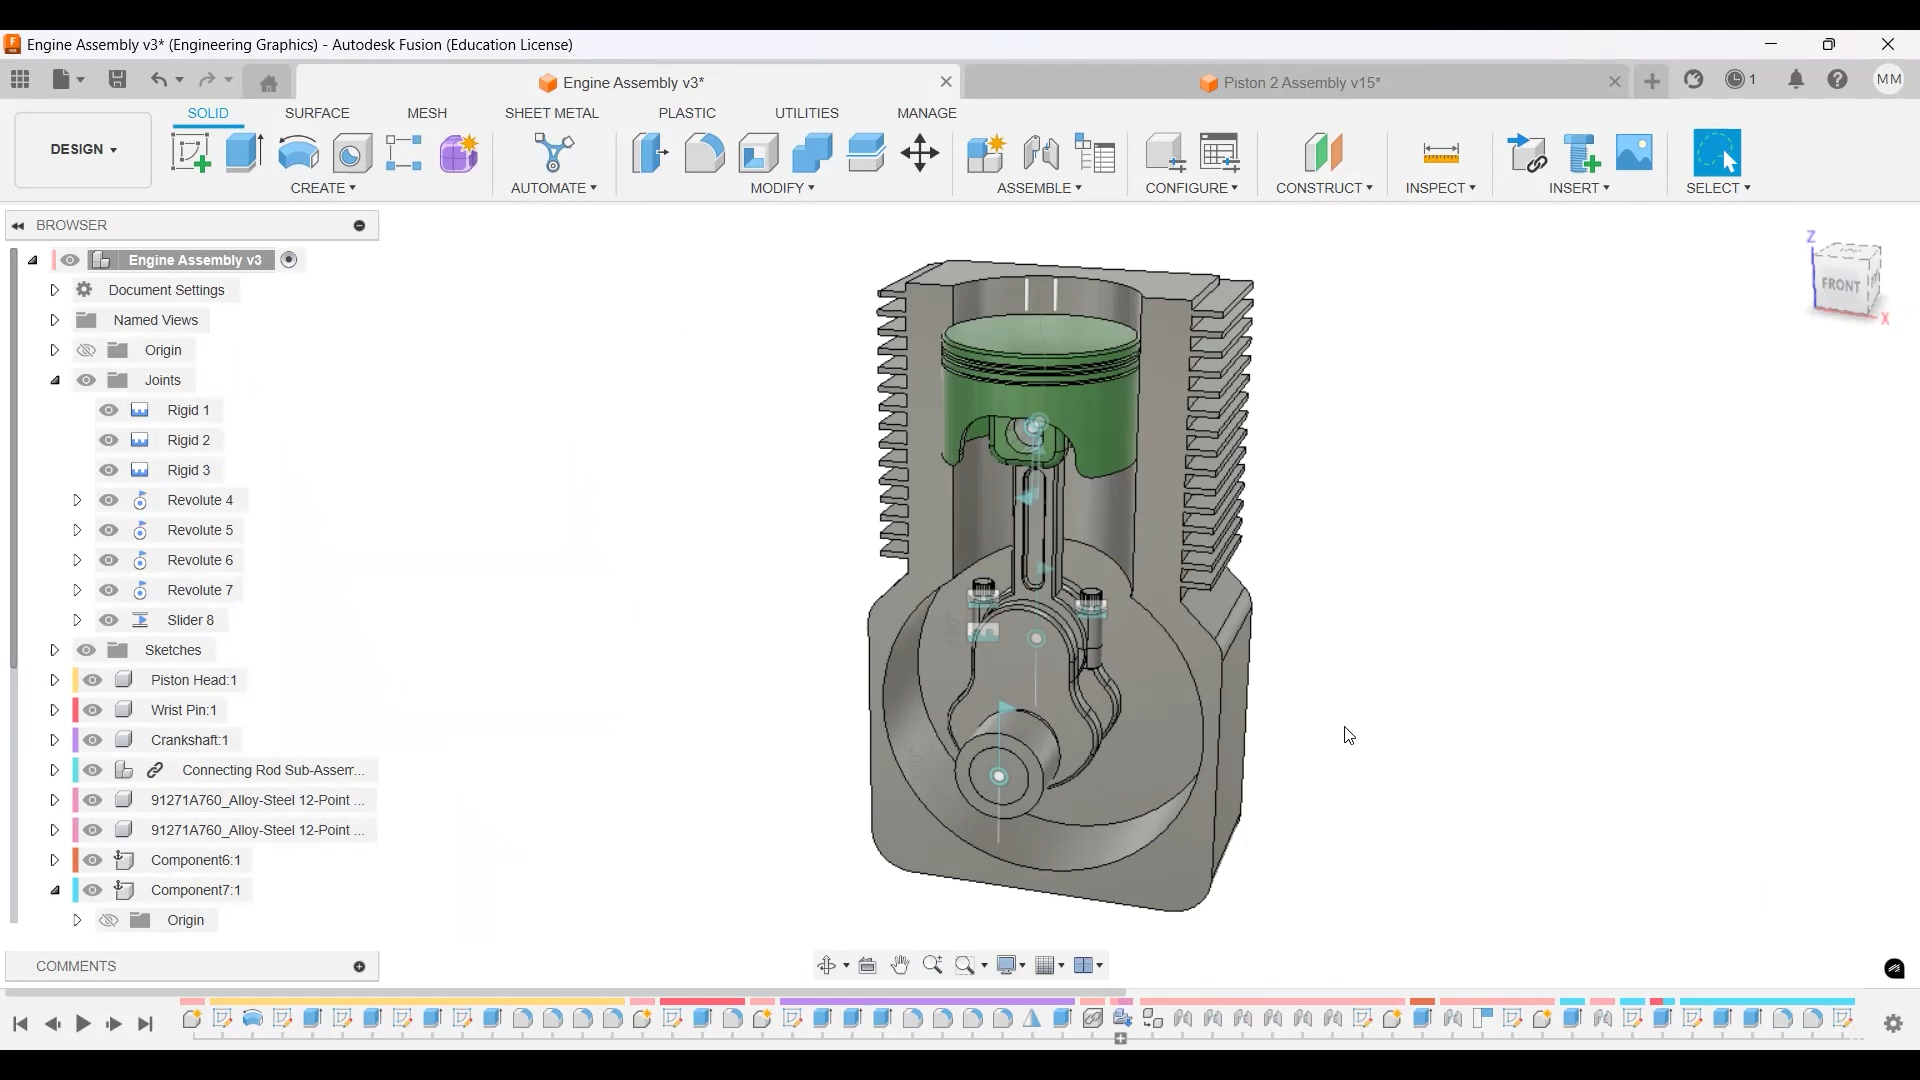 Engine Assembly v3* (Engineering Graphics) - Autodesk Fusion (Education License)
Engine Assembly v3*
Piston 2 Assembly v15*
1
MM
SOLID
SURFACE
MESH
SHEET METAL
PLASTIC
UTILITIES
MANAGE
DESIGN
CREATE
AUTOMATE
MODIFY
ASSEMBLE
CONFIGURE
CONSTRUCT
INSPECT
INSERT
SELECT
BROWSER
Engine Assembly v3
Document Settings
Named Views
Origin
Joints
Rigid 1
Rigid 2
Rigid 3
Revolute 4
Revolute 5
Revolute 6
Revolute 7
Slider 8
Sketches
Piston Head:1
Wrist Pin:1
Crankshaft:1
Connecting Rod Sub-Assem...
91271A760_Alloy-Steel 12-Point ...
91271A760_Alloy-Steel 12-Point ...
Component6:1
Component7:1
Origin
COMMENTS
Z
FRONT
X